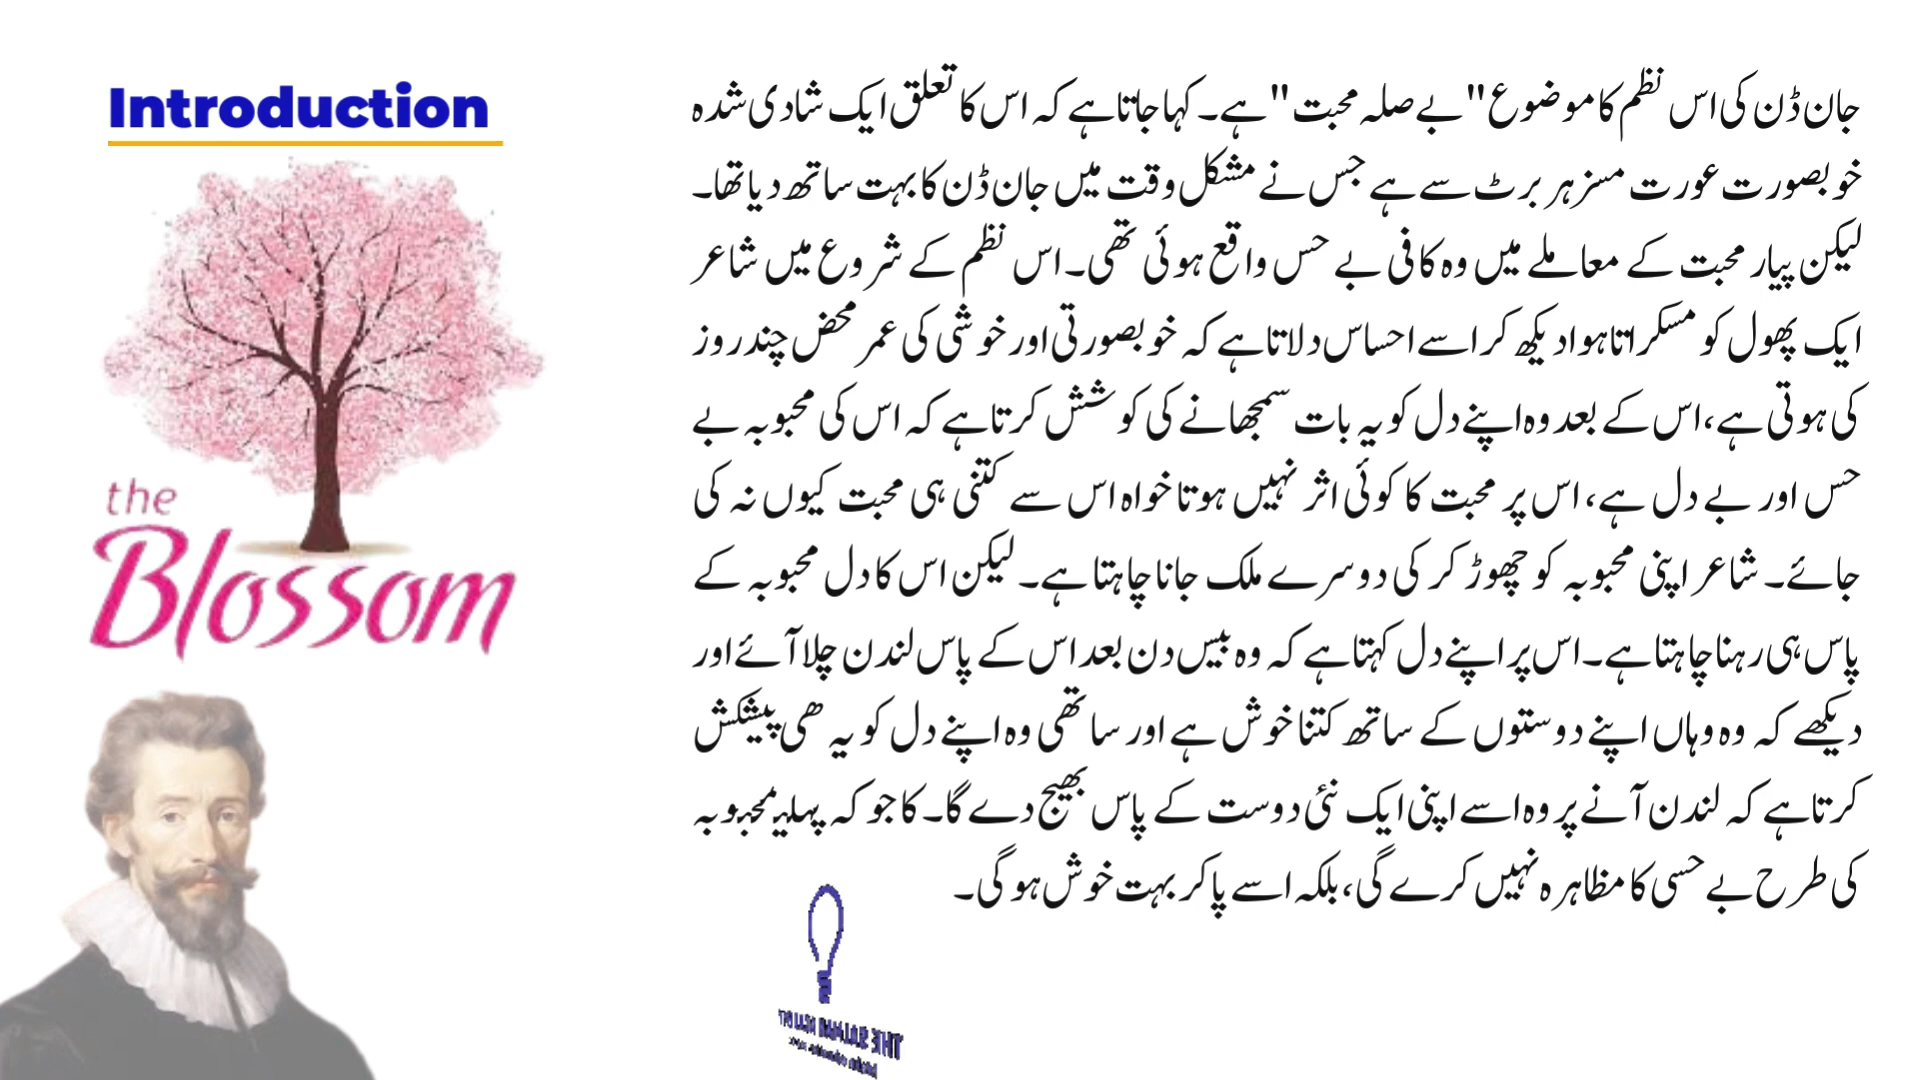 Introduction
the
Blossom
جان ڈن کی اس نظم کا موضوع "بے صلہ محبت" ہے۔ کہا جاتا ہے کہ اس کا تعلق ایک شادی شدہ
خوبصورت عورت مسز ہر برٹ سے ہے جس نے مشکل وقت میں جان ڈن کا بہت ساتھ دیا تھا۔
لیکن پیار محبت کے معاملے میں وہ کافی بے حس واقع ہوئی تھی۔ اس نظم کے شروع میں شاعر
ایک پھول کو مسکراتا ہوا دیکھ کر اسے احساس دلاتا ہے کہ خوبصورتی اور خوشی کی عمر محض چند روز
کی ہوتی ہے، اس کے بعد وہ اپنے دل کو یہ بات سمجھانے کی کوشش کرتا ہے کہ اس کی محبوبہ بے
حس اور بے دل ہے، اس پر محبت کا کوئی اثر نہیں ہوتا خواہ اس سے کتنی ہی محبت کیوں نہ کی
جائے۔ شاعر اپنی محبوبہ کو چھوڑ کر کی دوسرے ملک جانا چاہتا ہے۔ لیکن اس کا دل محبوبہ کے
پاس ہی رہنا چاہتا ہے۔ اس پر اپنے دل کہتا ہے کہ وہ بیس دن بعد اس کے پاس لندن چلا آئے اور
دیکھے کہ وہ وہاں اپنے دوستوں کے ساتھ کتنا خوش ہے اور ساتھی وہ اپنے دل کو یہ ھی پیشکش
کرتا ہے کہ لندن آنے پر وہ اسے اپنی ایک نئی دوست کے پاس بھیج دے گا۔ کا جو کہ پہلیہ محبوبہ
کی طرح بے حسی کا مظاہرہ نہیں کرے گی، بلکہ اسے پا کر بہت خوش ہو گی۔
THE SALMAN ACADEMY